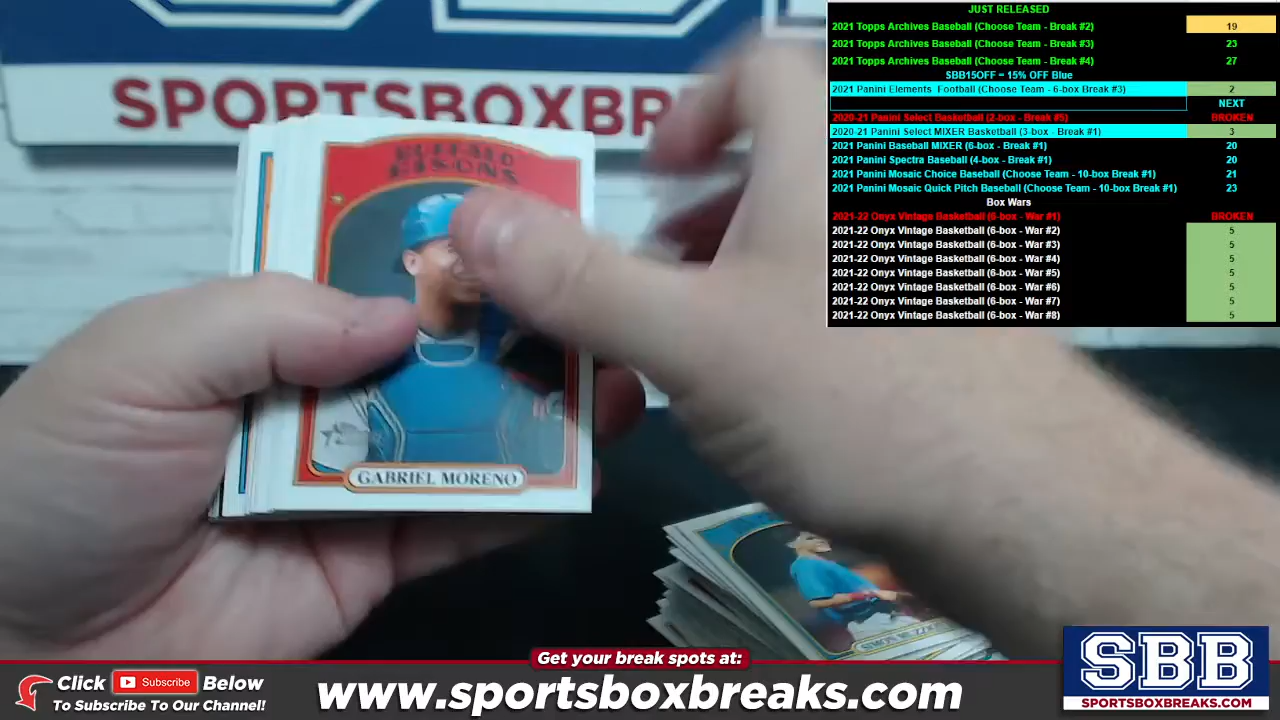 JUST RELEASED
2021 Topps Archives Baseball (Choose Team - Break #2) 19
2021 Topps Archives Baseball (Choose Team - Break #3) 23
2021 Topps Archives Baseball (Choose Team - Break #4) 27
SBB15OFF = 15% OFF Blue
2021 Panini Elements Football (Choose Team - 6-box Break #3) 2
NEXT
2020-21 Panini Select Basketball (2-box - Break #5) BROKEN
2020-21 Panini Select MIXER Basketball (3-box - Break #1) 3
2021 Panini Baseball MIXER (6-box - Break #1) 20
2021 Panini Spectra Baseball (4-box - Break #1) 20
2021 Panini Mosaic Choice Baseball (Choose Team - 10-box Break #1) 21
2021 Panini Mosaic Quick Pitch Baseball (Choose Team - 10-box Break #1) 23
Box Wars
2021-22 Onyx Vintage Basketball (6-box - War #1) BROKEN
2021-22 Onyx Vintage Basketball (6-box - War #2) 5
2021-22 Onyx Vintage Basketball (6-box - War #3) 5
2021-22 Onyx Vintage Basketball (6-box - War #4) 5
2021-22 Onyx Vintage Basketball (6-box - War #5) 5
2021-22 Onyx Vintage Basketball (6-box - War #6) 5
2021-22 Onyx Vintage Basketball (6-box - War #7) 5
2021-22 Onyx Vintage Basketball (6-box - War #8) 5
SPORTSBOXBR
BUFFALO
BISONS
GABRIEL MORENO
Get your break spots at:
Click Subscribe Below
To Subscribe To Our Channel!
www.sportsboxbreaks.com
SBB
SPORTSBOXBREAKS.COM